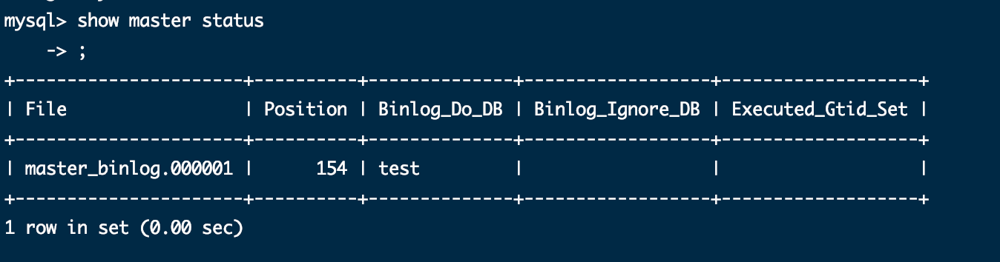 mysql> show master status
    -> ;
+----------------------+----------+--------------+------------------+-------------------+
| File                 | Position | Binlog_Do_DB | Binlog_Ignore_DB | Executed_Gtid_Set |
+----------------------+----------+--------------+------------------+-------------------+
| master_binlog.000001 |      154 | test         |                  |                   |
+----------------------+----------+--------------+------------------+-------------------+
1 row in set (0.00 sec)